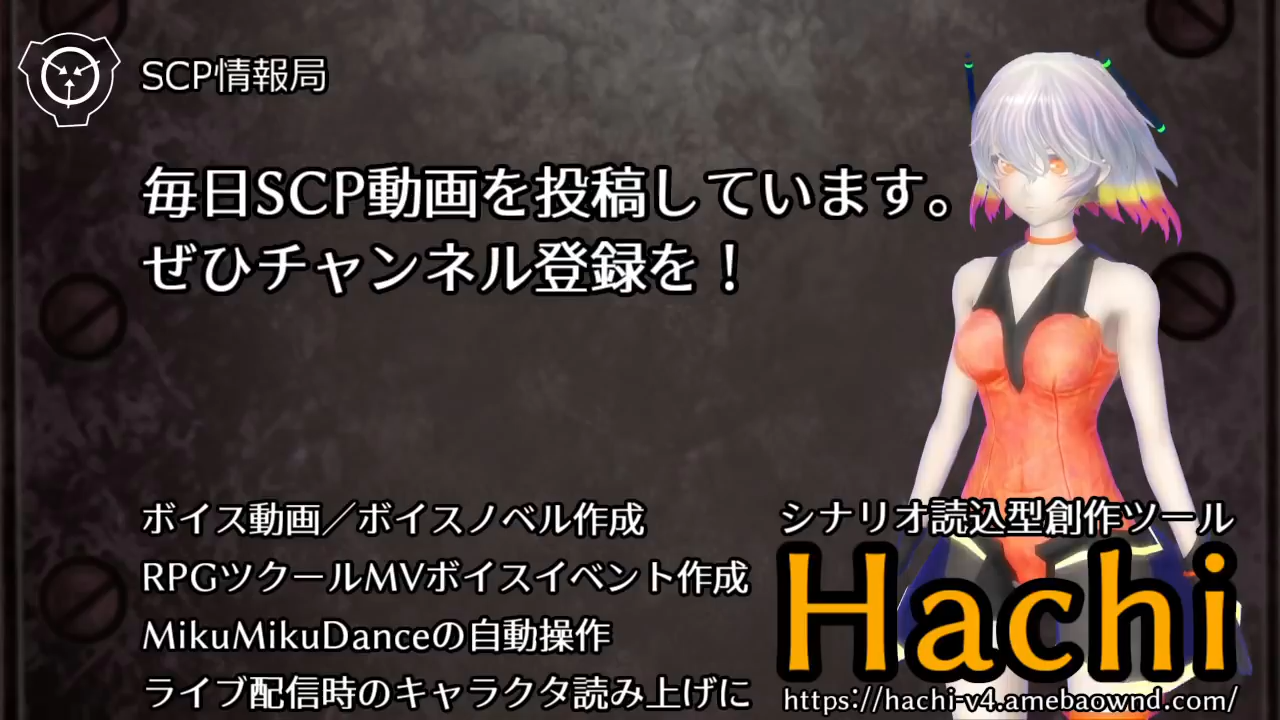 SCP情報局
毎日SCP動画を投稿しています。
ぜひチャンネル登録を！
ボイス動画／ボイスノベル作成
RPGツクールMVボイスイベント作成
MikuMikuDanceの自動操作
ライブ配信時のキャラクタ読み上げに
シナリオ読込型創作ツール
Hachi
https://hachi-v4.amebaownd.com/